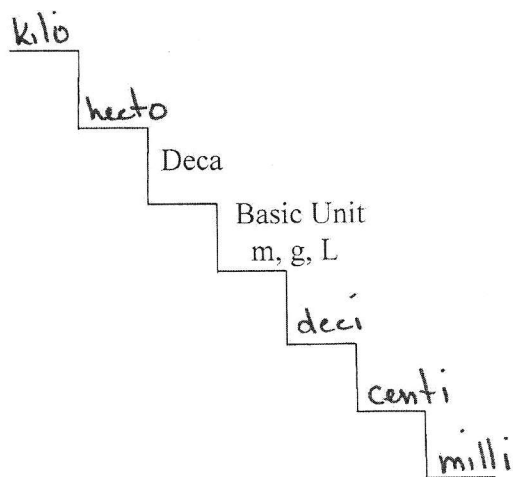 kilo
hecto
Deca
Basic Unit
m, g, L
deci
centi
milli